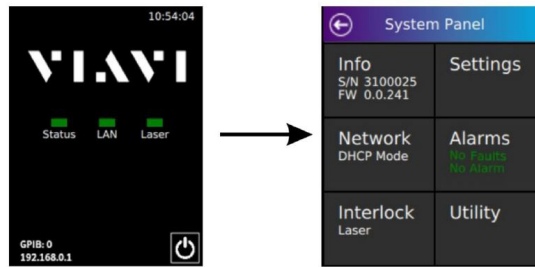 10:54:04
VIAVI
Status LAN Laser
GPIB: 0
192.168.0.1
System Panel
Info
S/N 3100025
FW 0.0.241
Settings
Network
DHCP Mode
Alarms
No Faults
No Alarm
Interlock
Laser
Utility